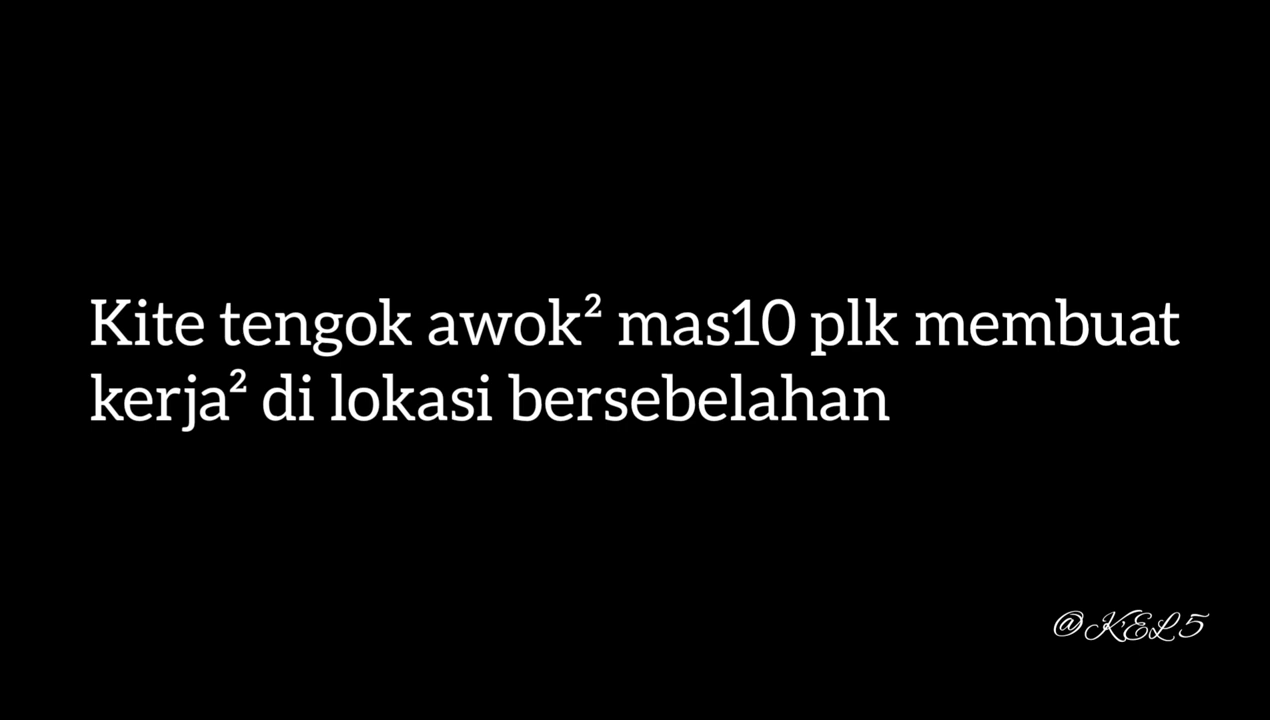 Kite tengok awok² mas10 plk membuat
kerja² di lokasi bersebelahan
@KEL5